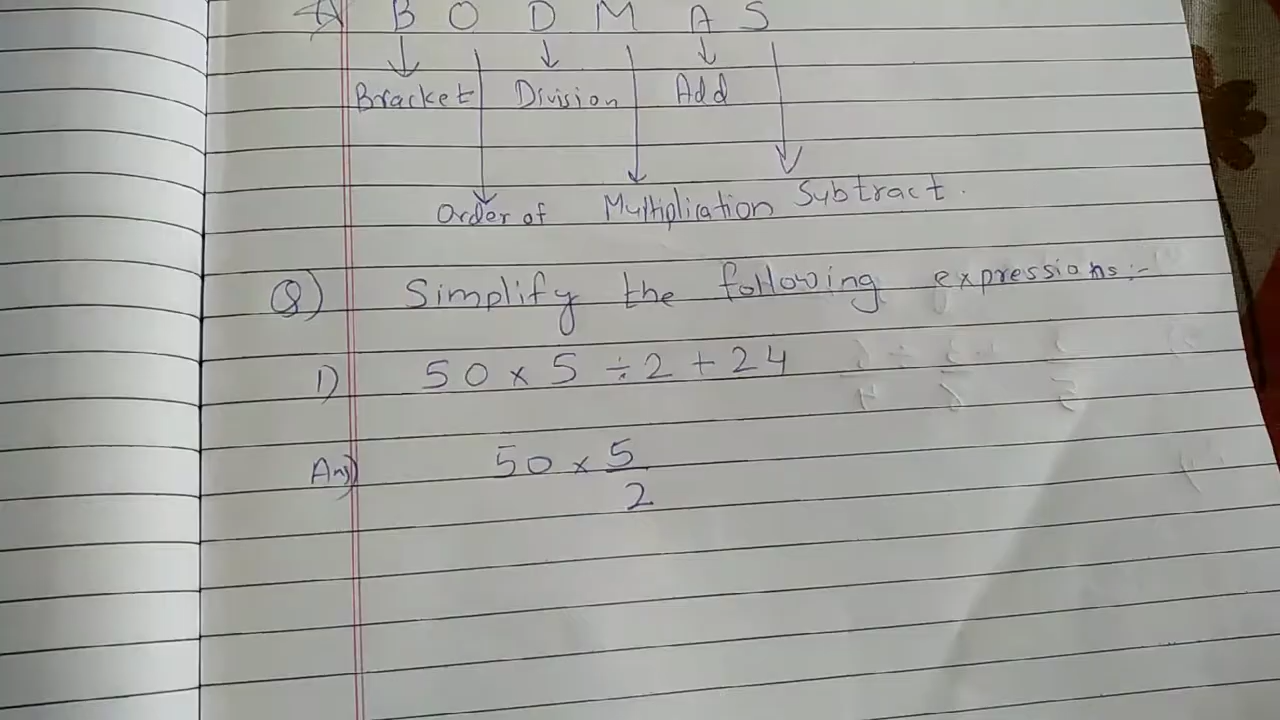 A) B O D M A S
Bracket Division Add
Order of Multiplication Subtract.
Q) Simplify the following expressions:-
1) 50 × 5 ÷ 2 + 24
Ans) 50 × 5/2